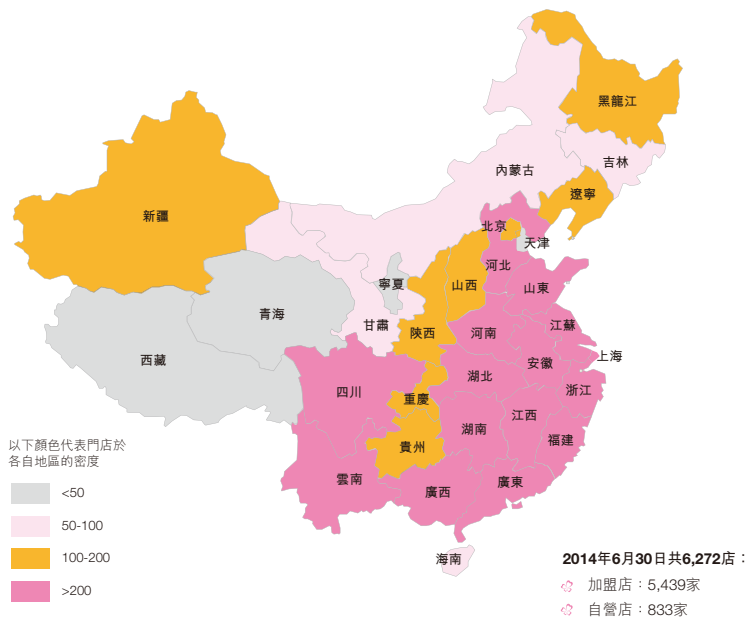 黑龍江
吉林
內蒙古
遼寧
新疆
北京
天津
河北
寧夏
山西
山東
青海
甘肅
陝西
河南
江蘇
上海
西藏
安徽
湖北
四川
浙江
重慶
江西
湖南
福建
貴州
雲南
廣東
廣西
海南
以下顏色代表門店於
各自地區的密度
<50
50-100
100-200
>200
2014年6月30日共6,272店：
加盟店：5,439家
自營店：833家